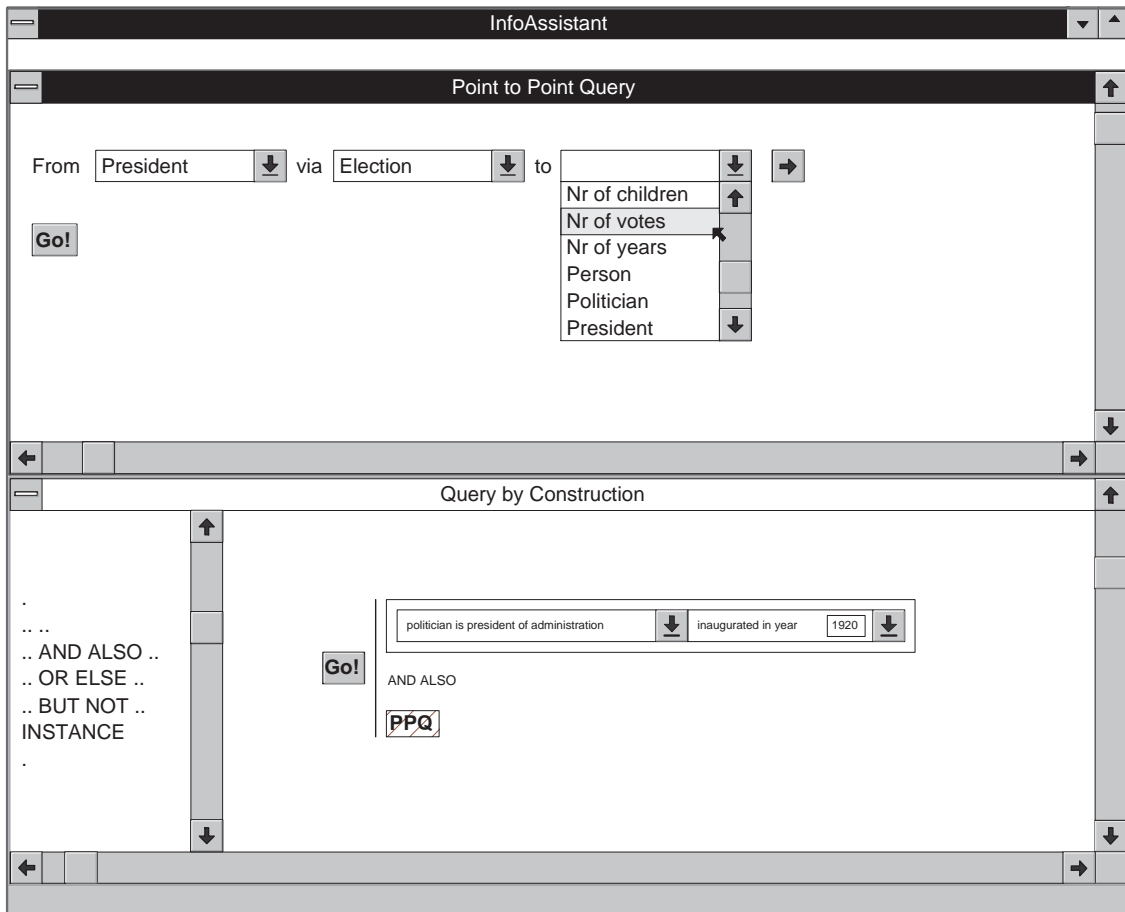 InfoAssistant
Point to Point Query
From President via Election to
Nr of children
Nr of votes
Nr of years
Person
Politician
President
Go!
Query by Construction
.
.. ..
.. AND ALSO ..
.. OR ELSE ..
.. BUT NOT ..
INSTANCE
.
politician is president of administration inaugurated in year 1920
Go!
AND ALSO
PPQ